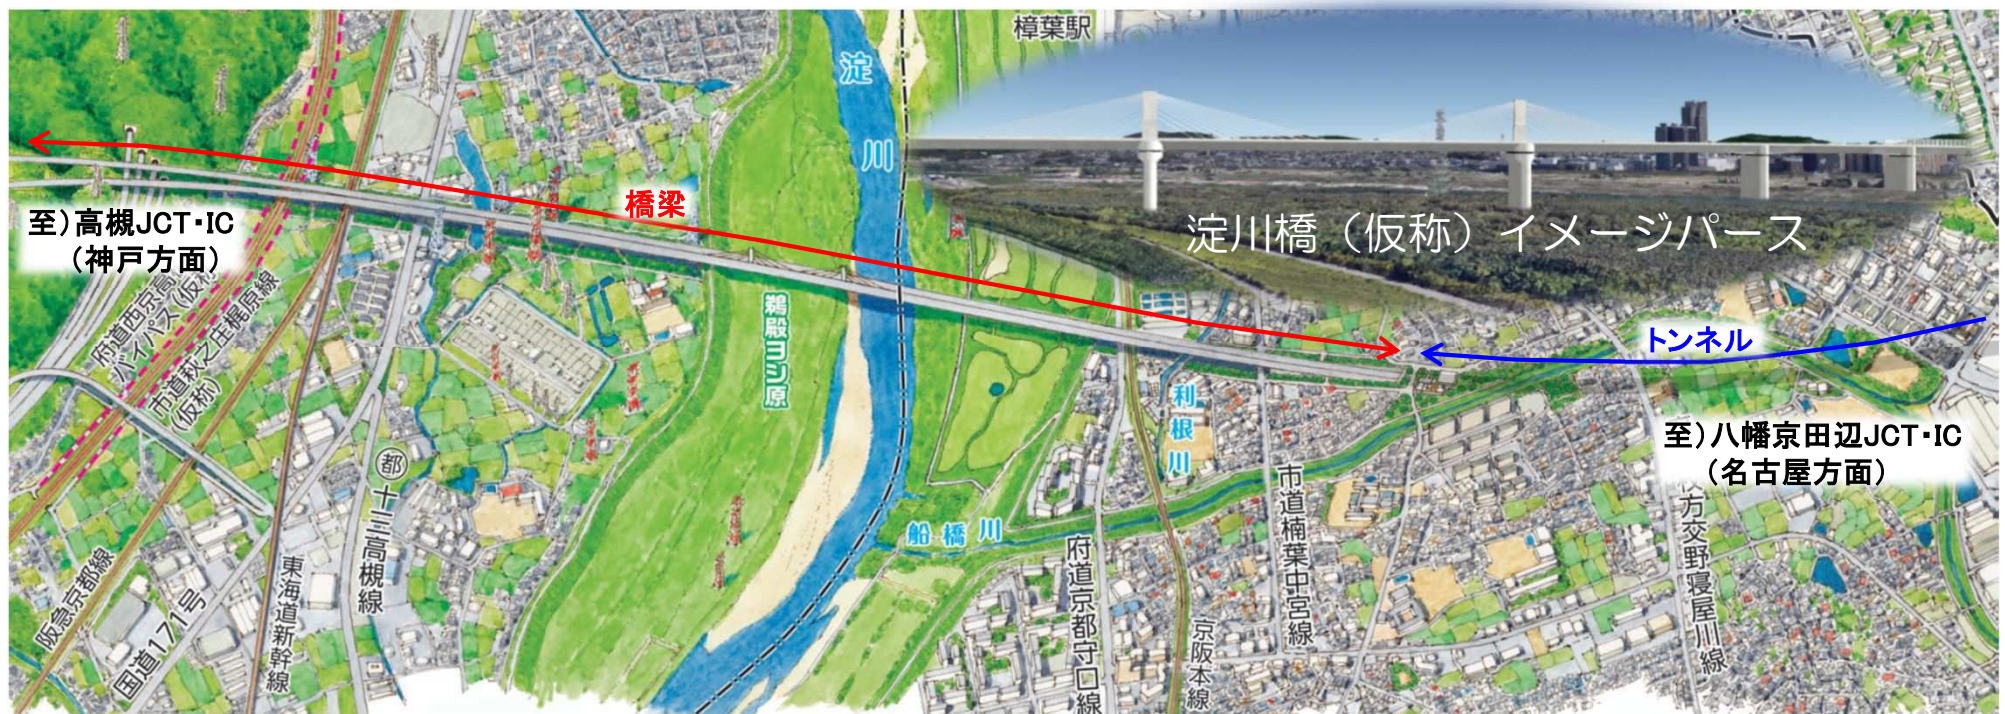 樟葉駅
淀川
淀川橋（仮称）イメージパース
橋梁
至）高槻JCT・IC
（神戸方面）
トンネル
至）八幡京田辺JCT・IC
（名古屋方面）
鵜殿ヨシ原
利根川
船橋川
市道萩之庄梶原線
（仮称）
都
十三高槻線
阪急京都線
国道171号
東海道新幹線
府道京都守口線
京阪本線
市道楠葉中宮線
方交野寝屋川線
府道西京高
バイパス（仮称